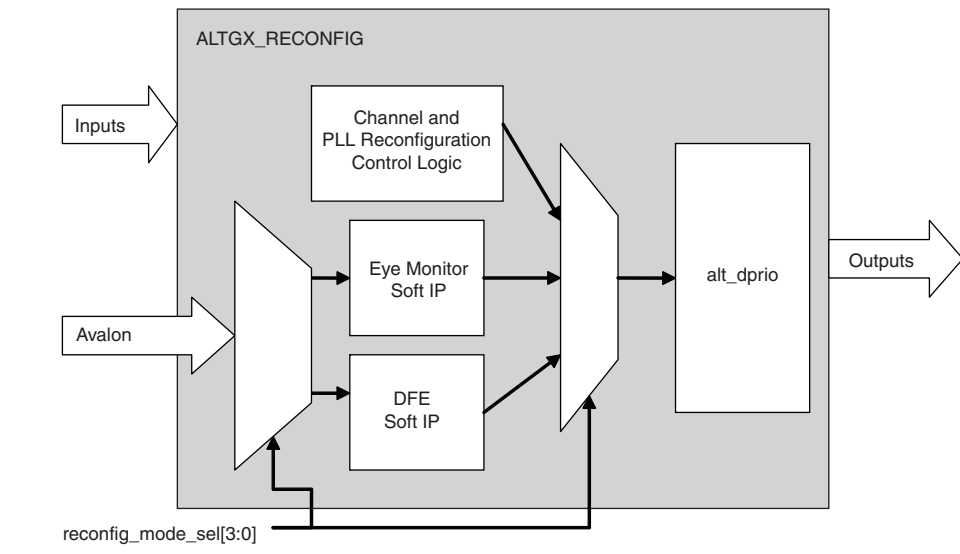 ALTGX_RECONFIG
Inputs
Channel and
PLL Reconfiguration
Control Logic
Eye Monitor
Soft IP
alt_dprio
Outputs
Avalon
DFE
Soft IP
reconfig_mode_sel[3:0]